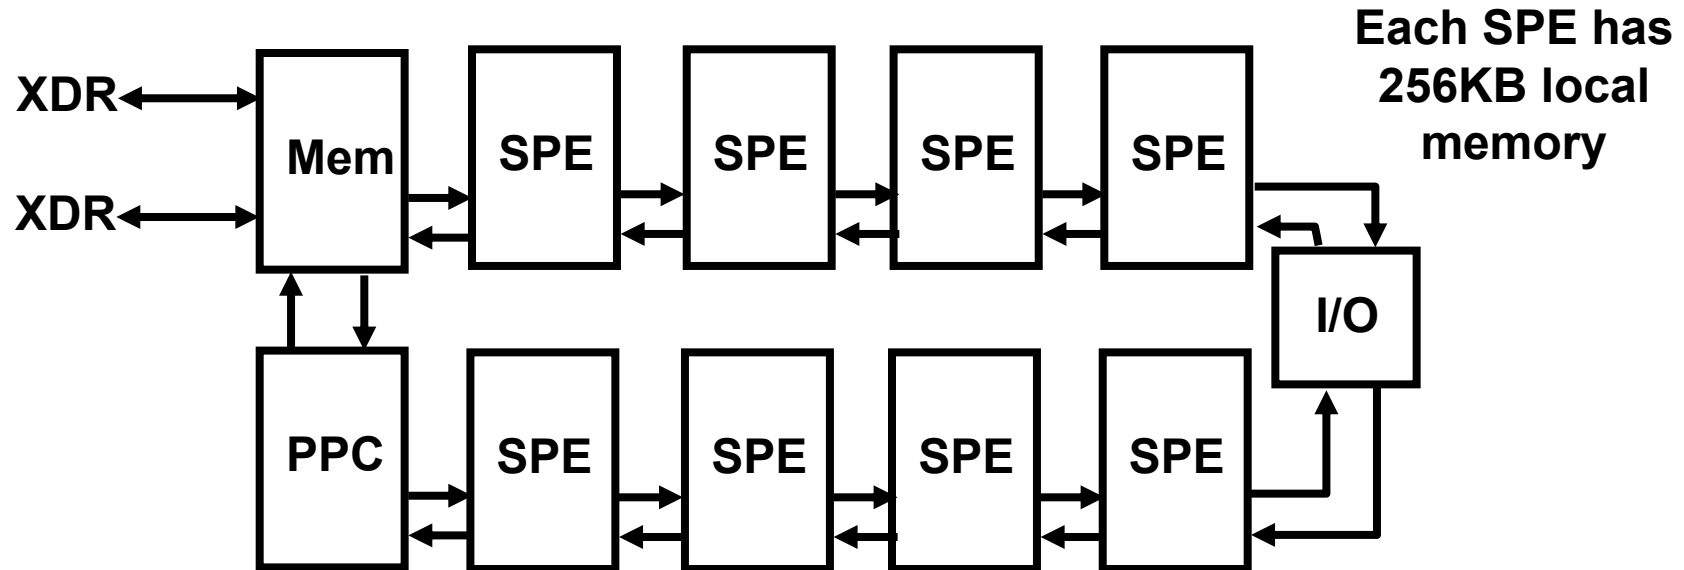 Each SPE has
256KB local
memory
XDR
XDR
Mem
SPE
SPE
SPE
SPE
I/O
PPC
SPE
SPE
SPE
SPE